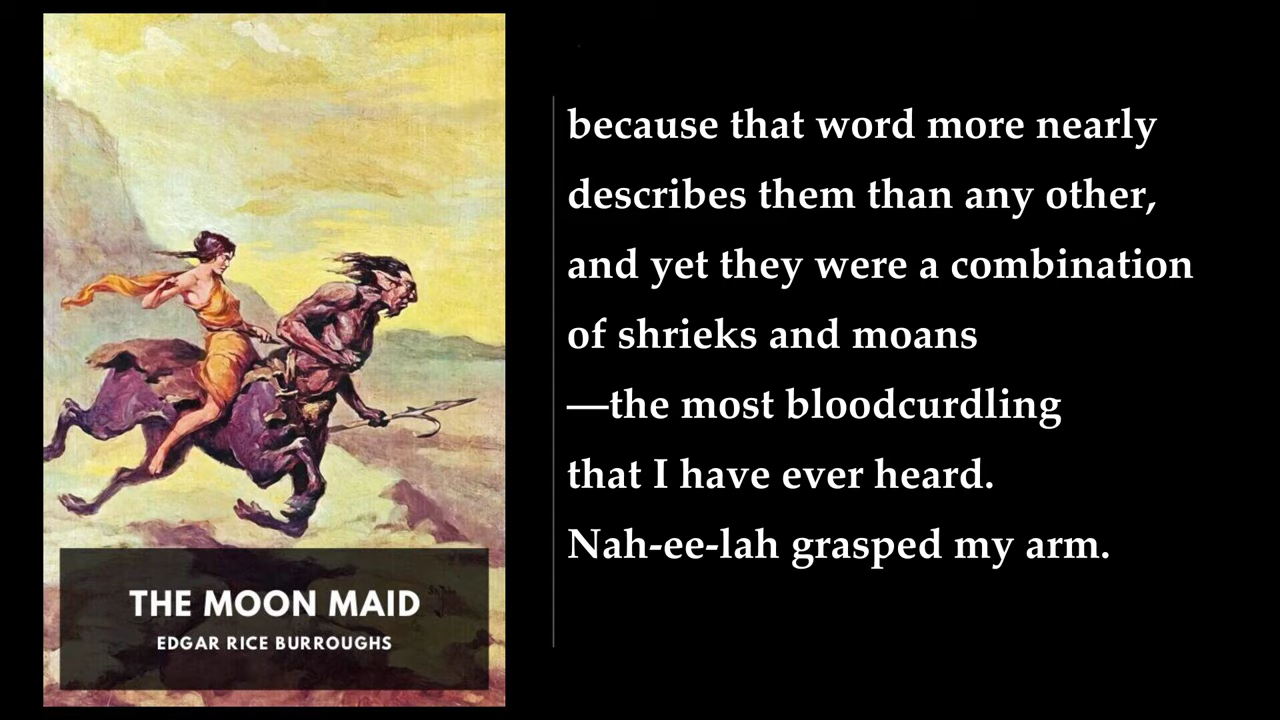 THE MOON MAID
EDGAR RICE BURROUGHS
because that word more nearly
describes them than any other,
and yet they were a combination
of shrieks and moans
—the most bloodcurdling
that I have ever heard.
Nah-ee-lah grasped my arm.